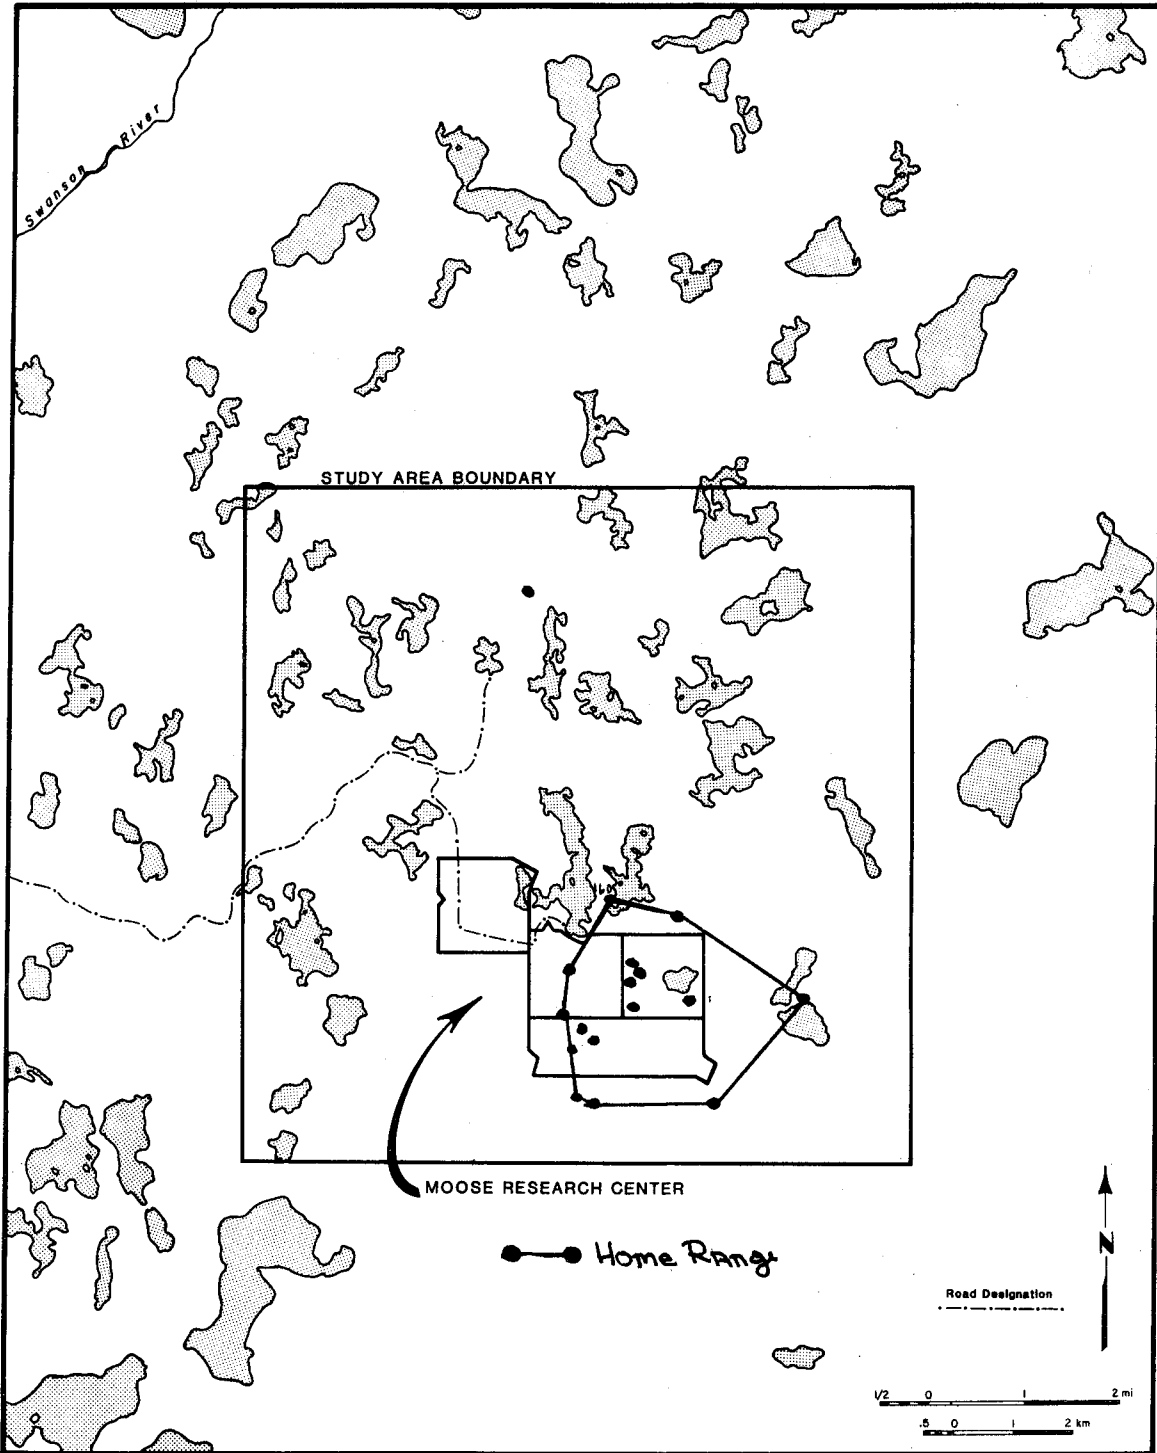 Swanson River
STUDY AREA BOUNDARY
160
MOOSE RESEARCH CENTER
Home Range
N
Road Designation
1/2 0 1 2 mi
.5 0 1 2 km